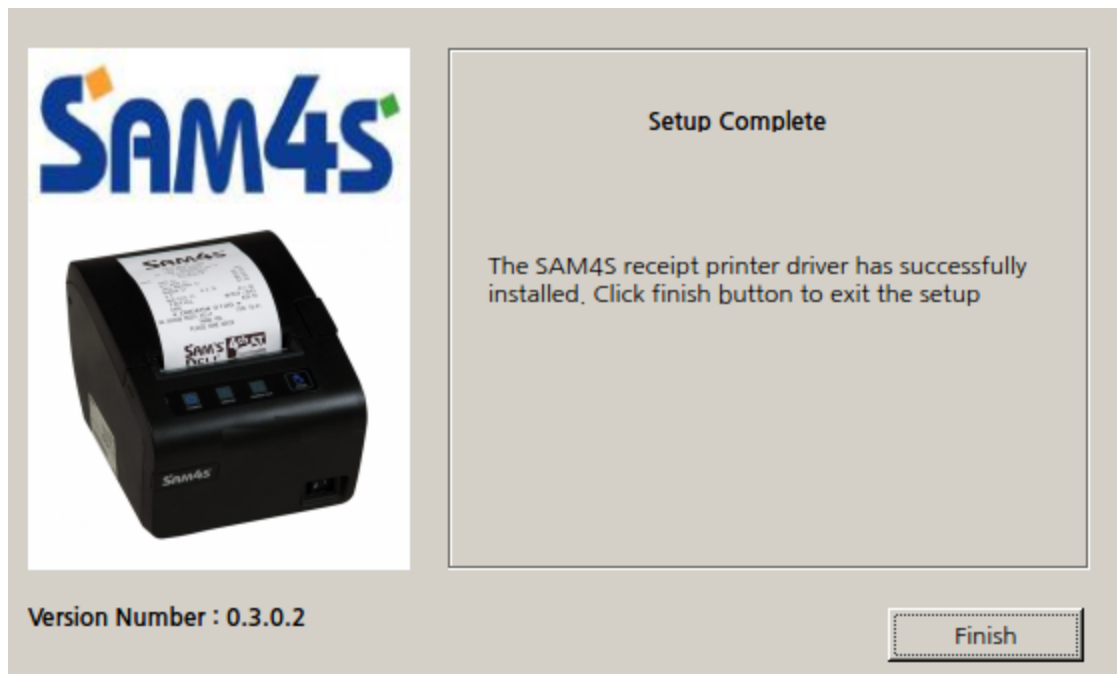 SAM4S
Setup Complete
The SAM4S receipt printer driver has successfully
installed. Click finish button to exit the setup
SAM4S
SAM'S
SAM4S
Version Number : 0.3.0.2
Finish